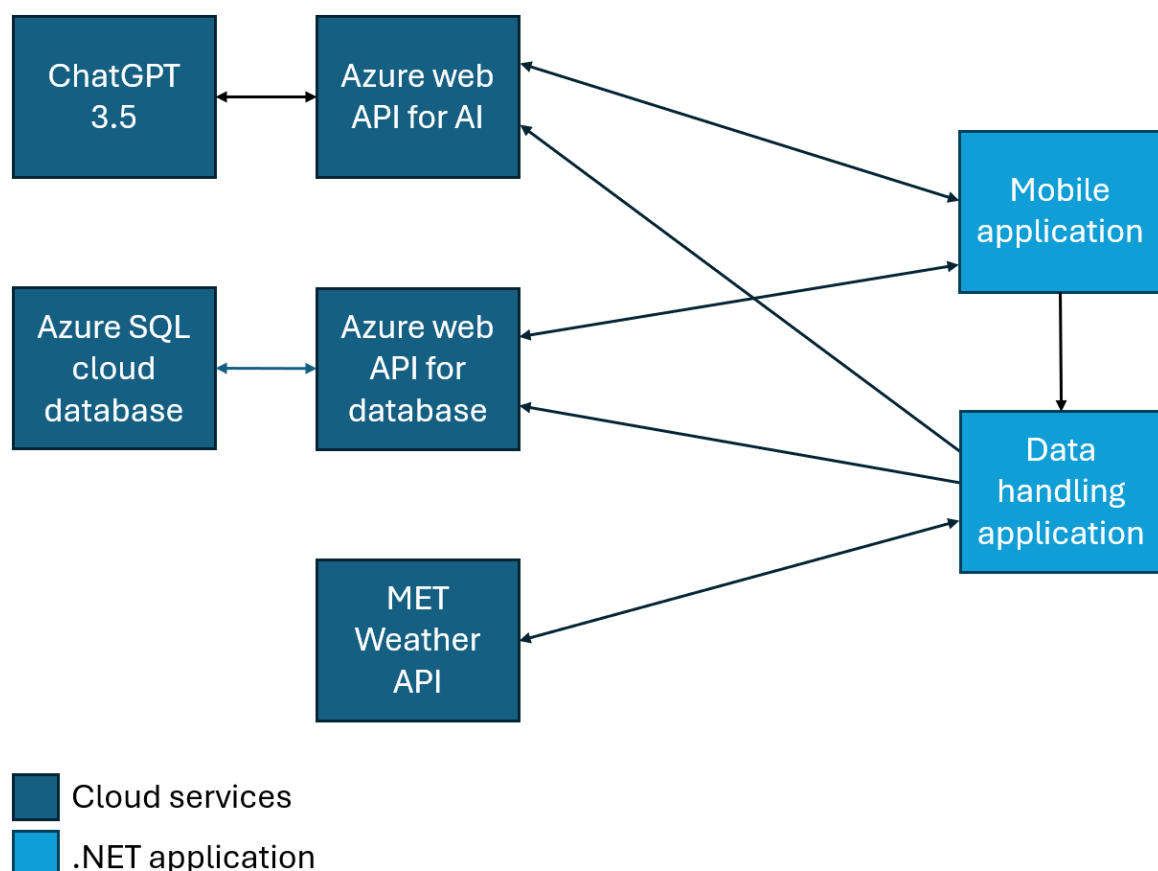 ChatGPT
3.5
Azure web
API for AI
Mobile
application
Azure SQL
cloud
database
Azure web
API for
database
Data
handling
application
MET
Weather
API
Cloud services
.NET application